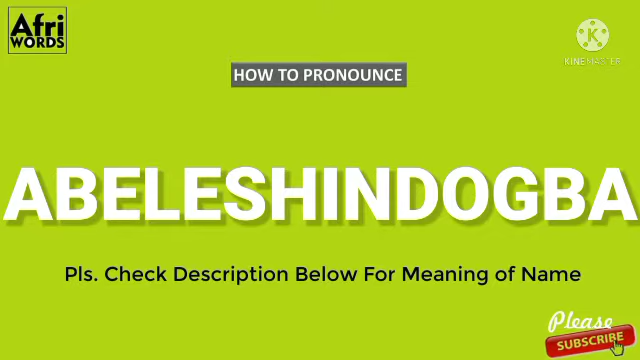 Afri
WORDS
KINEMASTER
HOW TO PRONOUNCE
ABELESHINDOGBA
Pls. Check Description Below For Meaning of Name
Please
SUBSCRIBE